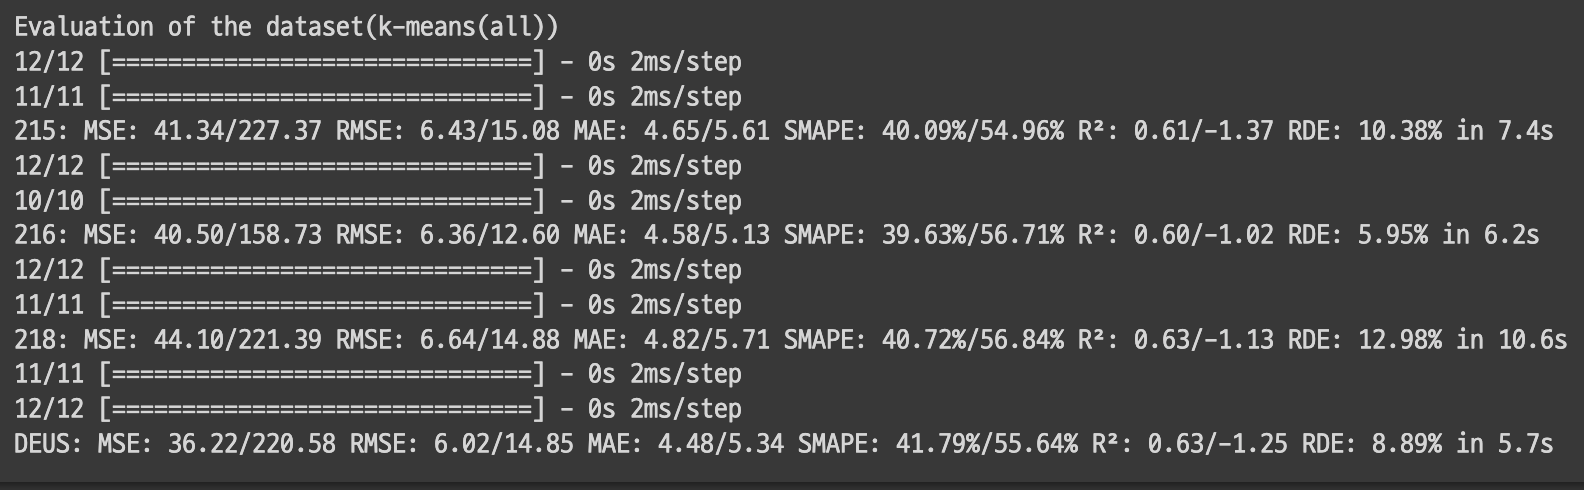 Evaluation of the dataset(k-means(all))
12/12 [==============================] - 0s 2ms/step
11/11 [==============================] - 0s 2ms/step
215: MSE: 41.34/227.37 RMSE: 6.43/15.08 MAE: 4.65/5.61 SMAPE: 40.09%/54.96% R²: 0.61/-1.37 RDE: 10.38% in 7.4s
12/12 [==============================] - 0s 2ms/step
10/10 [==============================] - 0s 2ms/step
216: MSE: 40.50/158.73 RMSE: 6.36/12.60 MAE: 4.58/5.13 SMAPE: 39.63%/56.71% R²: 0.60/-1.02 RDE: 5.95% in 6.2s
12/12 [==============================] - 0s 2ms/step
11/11 [==============================] - 0s 2ms/step
218: MSE: 44.10/221.39 RMSE: 6.64/14.88 MAE: 4.82/5.71 SMAPE: 40.72%/56.84% R²: 0.63/-1.13 RDE: 12.98% in 10.6s
11/11 [==============================] - 0s 2ms/step
12/12 [==============================] - 0s 2ms/step
DEUS: MSE: 36.22/220.58 RMSE: 6.02/14.85 MAE: 4.48/5.34 SMAPE: 41.79%/55.64% R²: 0.63/-1.25 RDE: 8.89% in 5.7s